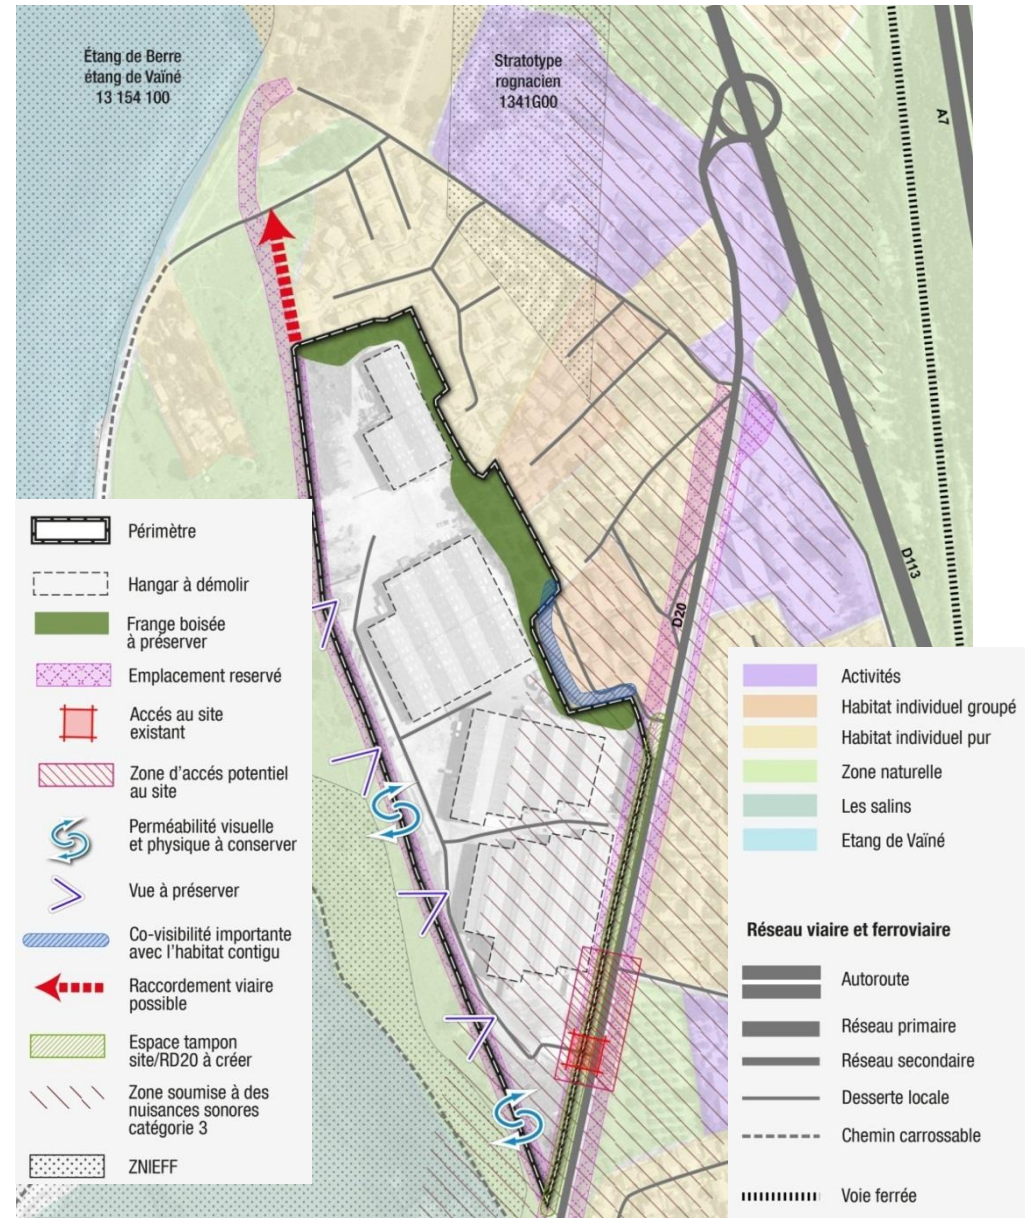 Étang de Berre
étang de Vaïné
13 154 100
Stratotype
rognacien
1341G00
A7
D113
D20
Périmètre
Hangar à démolir
Frange boisée
à préserver
Emplacement reservé
Accés au site
existant
Zone d'accés potentiel
au site
Perméabilité visuelle
et physique à conserver
Vue à préserver
Co-visibilité importante
avec l'habitat contigu
Raccordement viaire
possible
Espace tampon
site/RD20 à créer
Zone soumise à des
nuisances sonores
catégorie 3
ZNIEFF
Activités
Habitat individuel groupé
Habitat individuel pur
Zone naturelle
Les salins
Etang de Vaïné
Réseau viaire et ferroviaire
Autoroute
Réseau primaire
Réseau secondaire
Desserte locale
Chemin carrossable
Voie ferrée